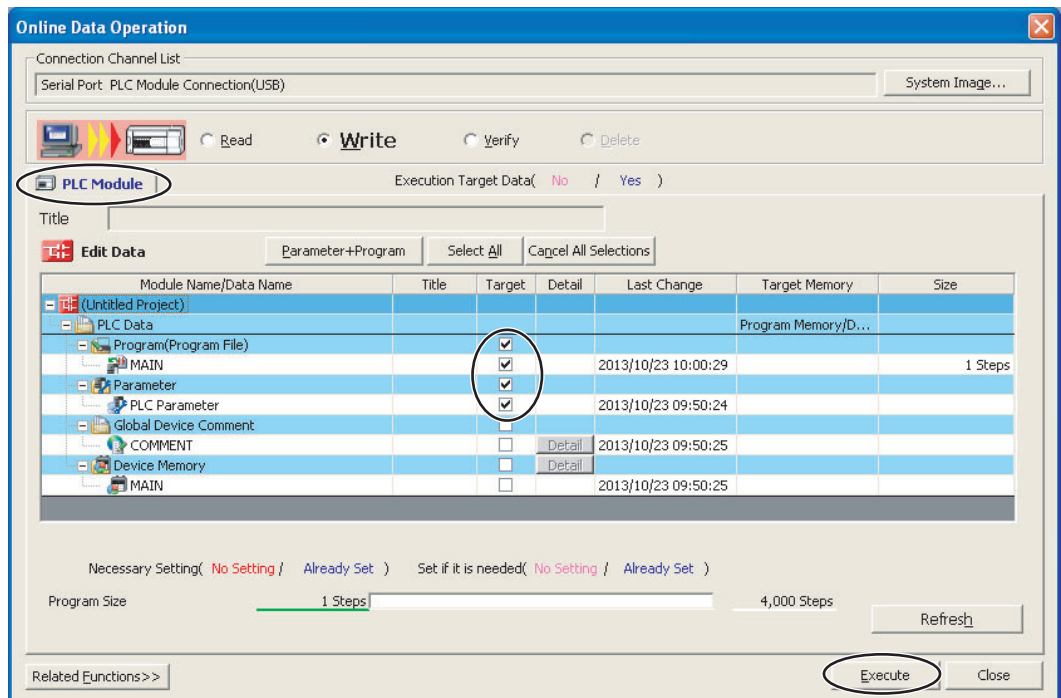 Online Data Operation
Connection Channel List
Serial Port PLC Module Connection(USB)
System Image...
Read
Write
Verify
Delete
PLC Module
Execution Target Data( No / Yes )
Title
Edit Data
Parameter+Program
Select All
Cancel All Selections
Module Name/Data Name Title Target Detail Last Change Target Memory Size
(Untitled Project)
PLC Data Program Memory/D...
Program(Program File)
MAIN 2013/10/23 10:00:29 1 Steps
Parameter
PLC Parameter 2013/10/23 09:50:24
Global Device Comment
COMMENT Detail 2013/10/23 09:50:25
Device Memory Detail
MAIN 2013/10/23 09:50:25
Necessary Setting( No Setting / Already Set ) Set if it is needed( No Setting / Already Set )
Program Size 1 Steps 4,000 Steps
Refresh
Related Functions>>
Execute
Close